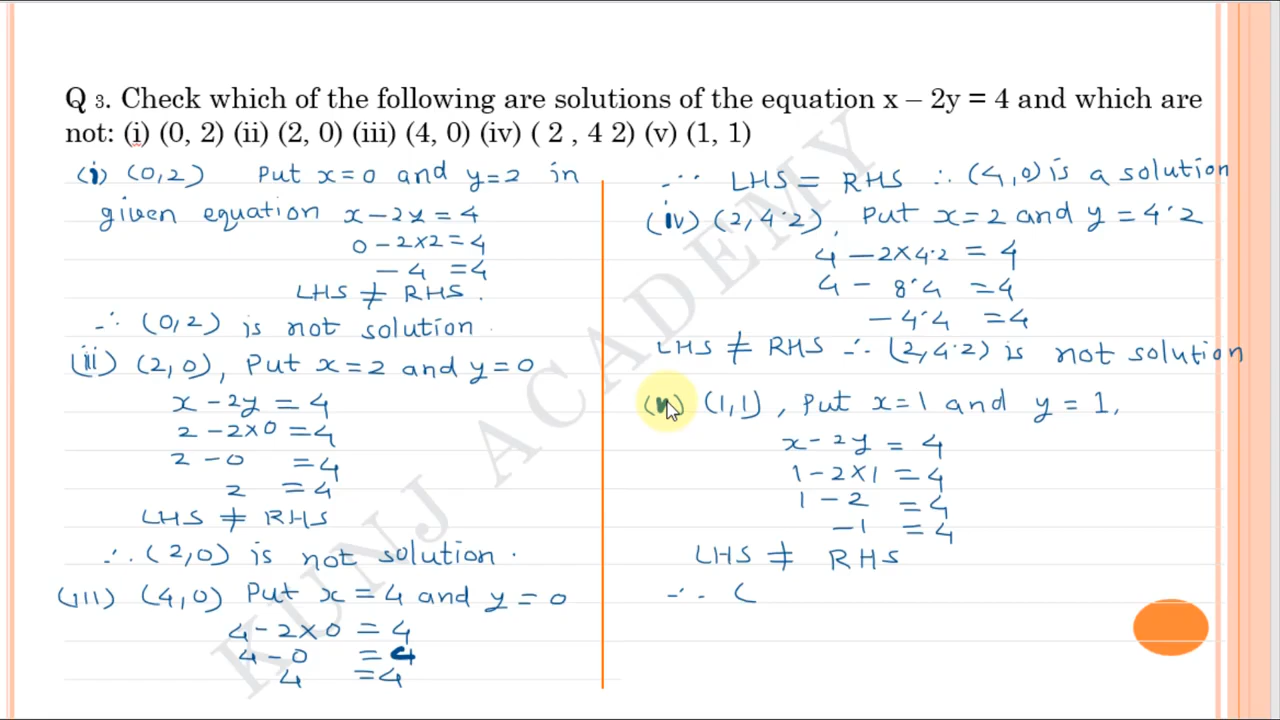 Q 3. Check which of the following are solutions of the equation x – 2y = 4 and which are
not: (i) (0, 2) (ii) (2, 0) (iii) (4, 0) (iv) ( 2 , 4 2) (v) (1, 1)
(i) (0,2) Put x=0 and y=2 in
given equation x-2y=4
0-2×2=4
-4 =4
LHS ≠ RHS.
∴ (0,2) is not solution.
(ii) (2,0), Put x=2 and y=0
x-2y = 4
2-2×0 =4
2-0 =4
2 =4
LHS ≠ RHS
∴ (2,0) is not solution.
(iii) (4,0) Put x=4 and y=0
4-2×0 = 4
4-0 =4
4 =4
∵ LHS = RHS ∴ (4,0) is a solution
(iv) (2,4·2), Put x=2 and y=4·2
4-2×4·2 = 4
4- 8·4 =4
-4·4 =4
LHS ≠ RHS ∴ (2,4·2) is not solution
(v) (1,1), Put x=1 and y=1,
x-2y = 4
1-2×1 =4
1-2 =4
-1 =4
LHS ≠ RHS
∴ (
KUNJ ACADEMY